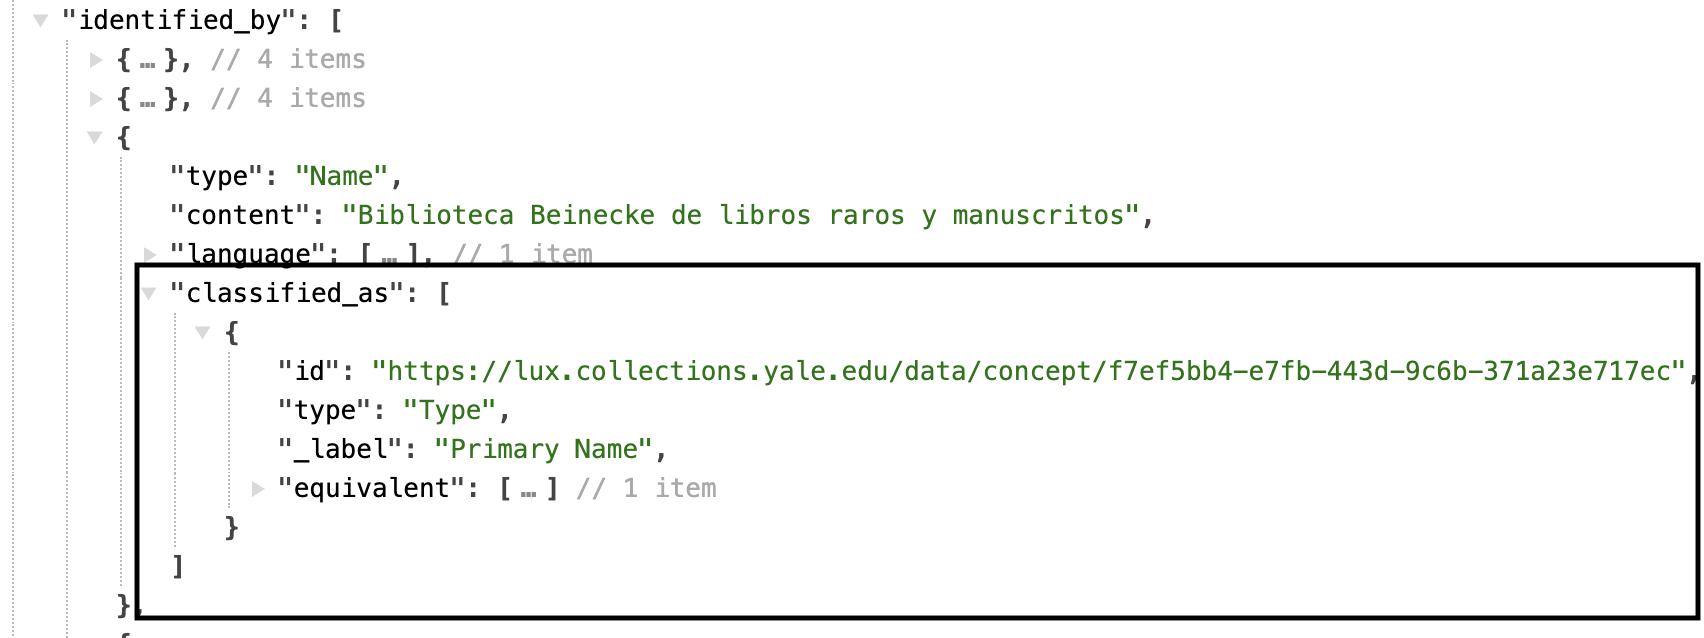 "identified_by": [
{ … }, // 4 items
{ … }, // 4 items
{
"type": "Name",
"content": "Biblioteca Beinecke de libros raros y manuscritos",
"language": [ … ], // 1 item
"classified_as": [
{
"id": "https://lux.collections.yale.edu/data/concept/f7ef5bb4-e7fb-443d-9c6b-371a23e717ec",
"type": "Type",
"_label": "Primary Name",
"equivalent": [ … ] // 1 item
}
]
},
{